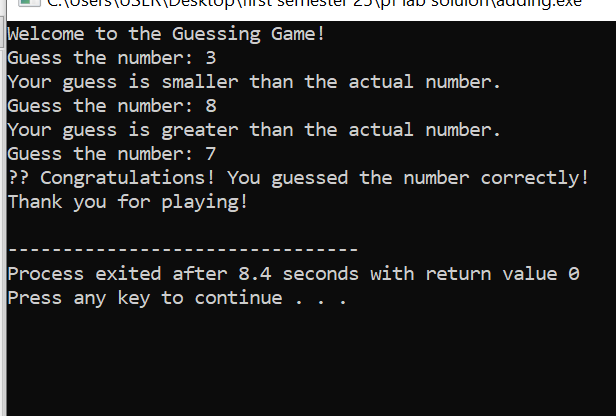 C:\Users\USER\Desktop\first semester 25\pf lab solution\adding.exe
Welcome to the Guessing Game!
Guess the number: 3
Your guess is smaller than the actual number.
Guess the number: 8
Your guess is greater than the actual number.
Guess the number: 7
?? Congratulations! You guessed the number correctly!
Thank you for playing!
--------------------------------
Process exited after 8.4 seconds with return value 0
Press any key to continue . . .